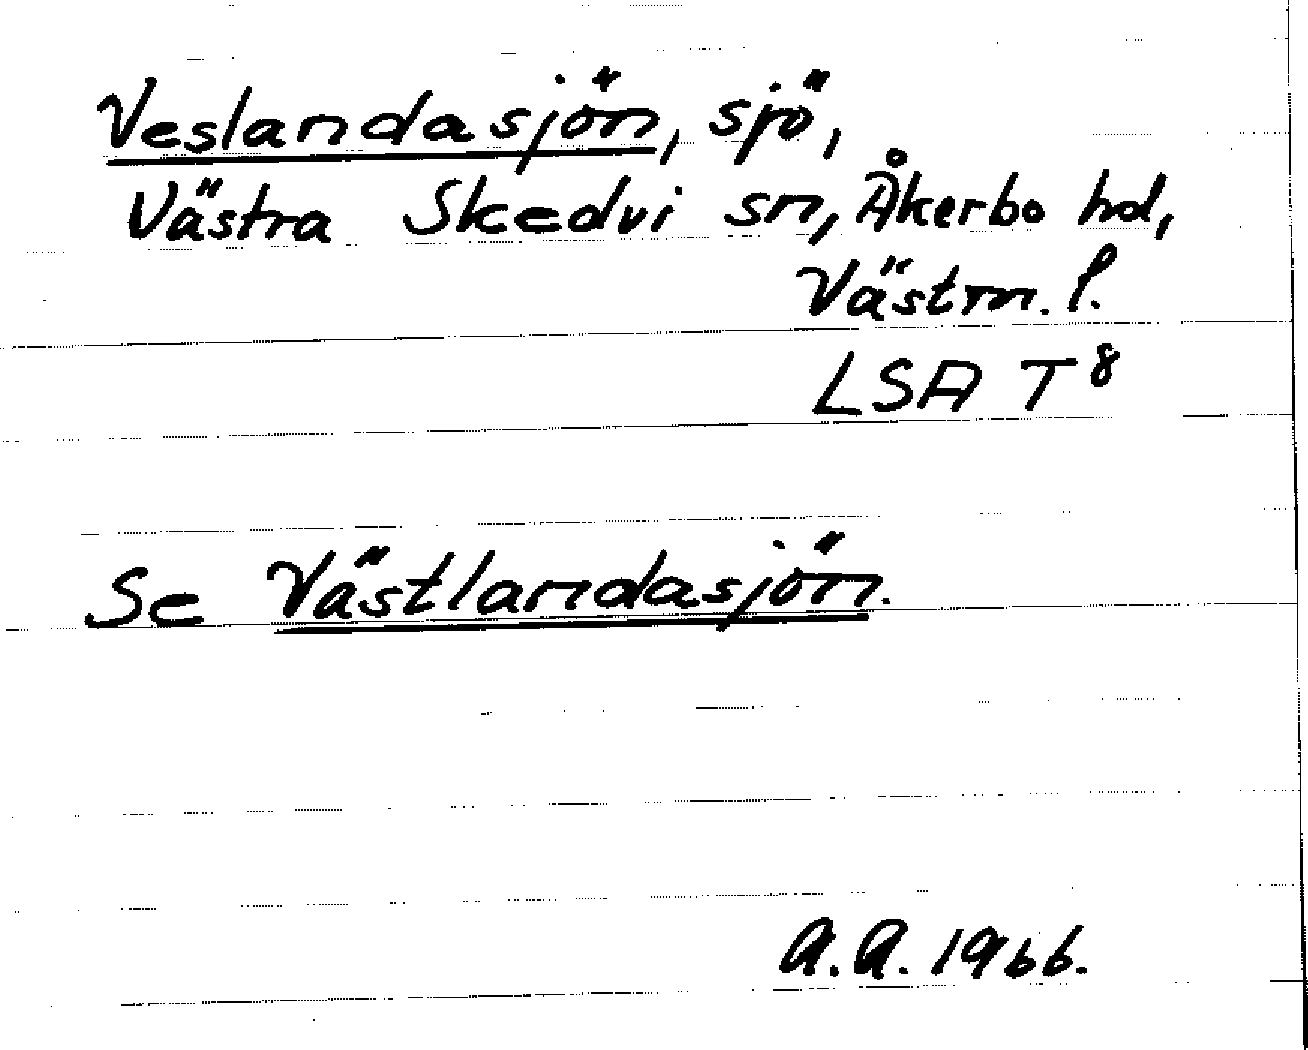 Veslandasjön, sjö,
Västra Skedvi sn, Åkerbo hd,
Västm. l.
LSA T8
Se Västlandasjön.
A.A. 1966.